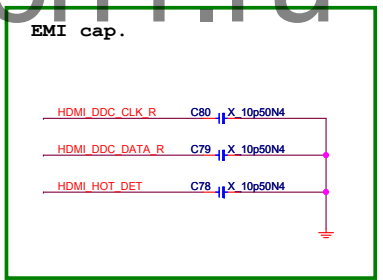 EMI cap.
HDMI_DDC_CLK_R C80 X_10p50N4
HDMI_DDC_DATA_R C79 X_10p50N4
HDMI_HOT_DET C78 X_10p50N4